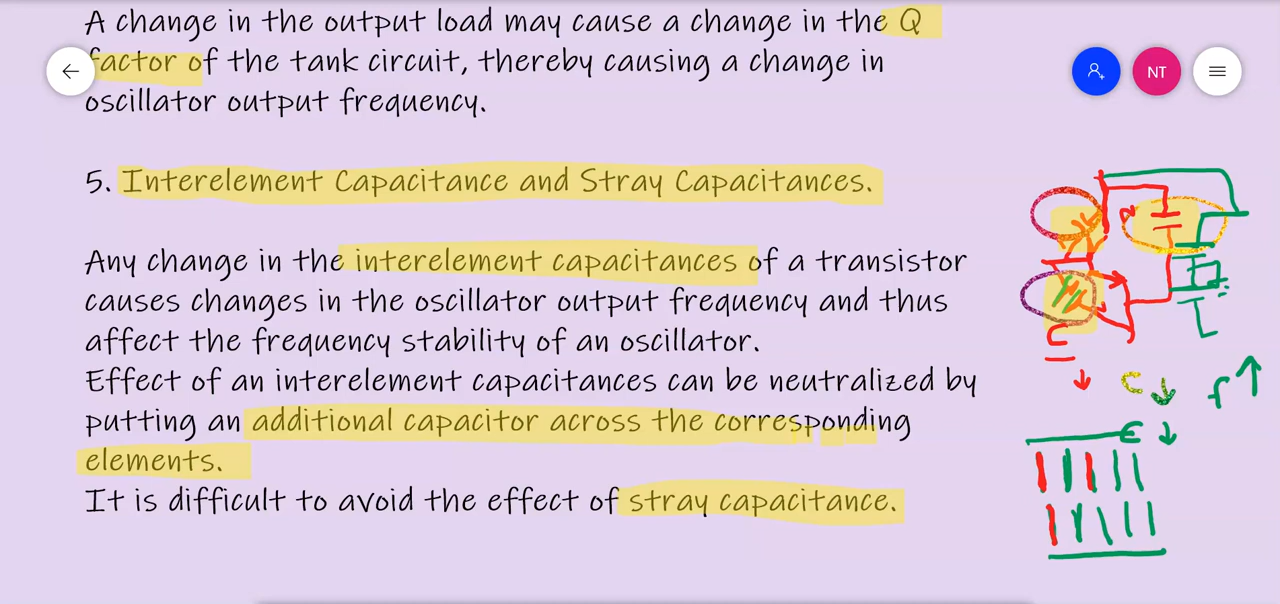 A change in the output load may cause a change in the Q
factor of the tank circuit, thereby causing a change in
oscillator output frequency.
NT
5. Interelement Capacitance and Stray Capacitances.
Any change in the interelement capacitances of a transistor
causes changes in the oscillator output frequency and thus
affect the frequency stability of an oscillator.
Effect of an interelement capacitances can be neutralized by
putting an additional capacitor across the corresponding
elements.
It is difficult to avoid the effect of stray capacitance.
C ↓ f ↑